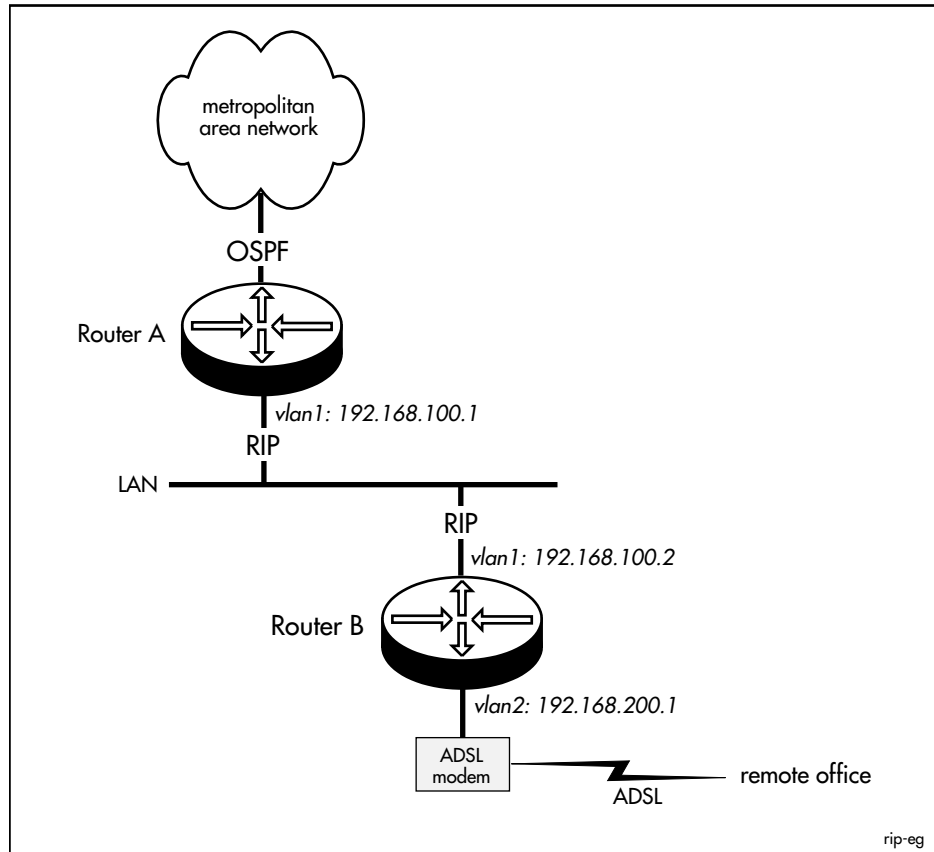 metropolitan
area network
OSPF
Router A
vlan1: 192.168.100.1
RIP
LAN
RIP
vlan1: 192.168.100.2
Router B
vlan2: 192.168.200.1
ADSL
modem
remote office
ADSL
rip-eg